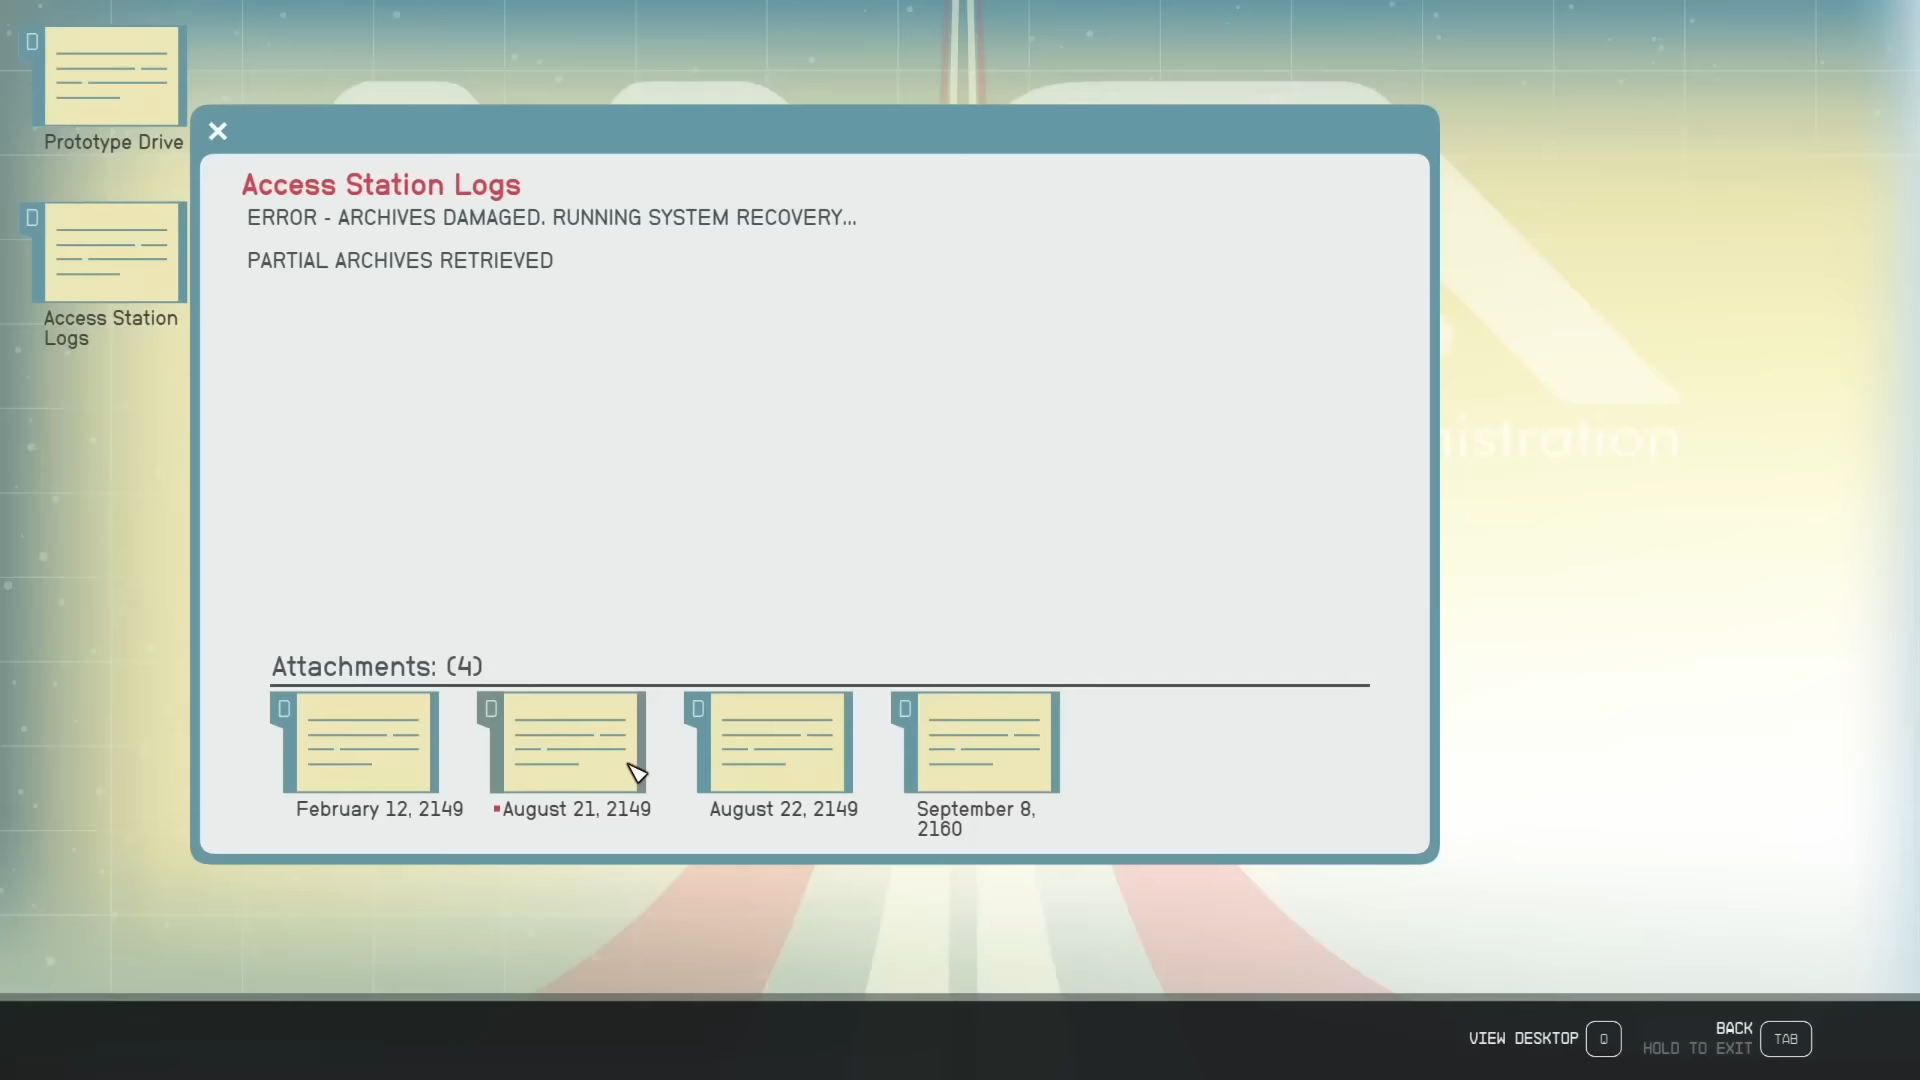 Prototype Drive
Access Station
Logs
Access Station Logs
ERROR - ARCHIVES DAMAGED. RUNNING SYSTEM RECOVERY...
PARTIAL ARCHIVES RETRIEVED
nistration
Attachments: (4)
February 12, 2149
August 21, 2149
August 22, 2149
September 8,
2160
VIEW DESKTOP Q
BACK
HOLD TO EXIT
TAB